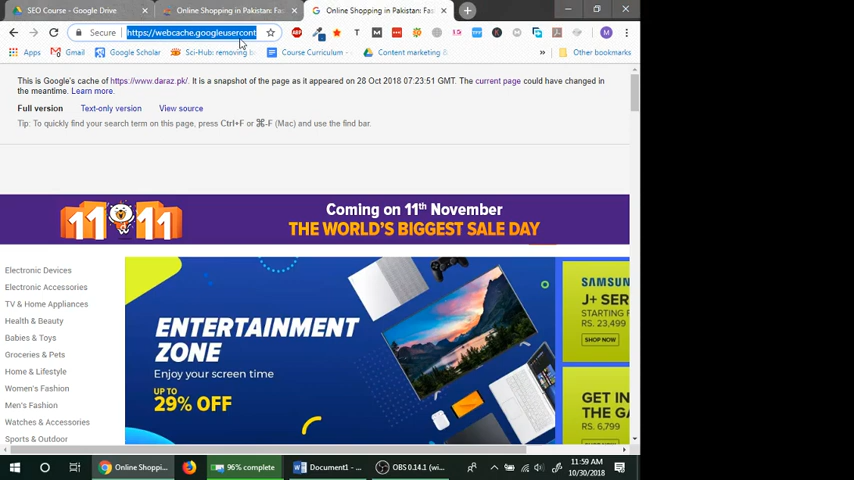 SEO Course - Google Drive
Online Shopping in Pakistan: Fas
Online Shopping in Pakistan: Fas
Secure
https://webcache.googleusercont
Apps
Gmail
Google Scholar
Sci-Hub: removing b
Course Curriculum -
Content marketing
This is Google's cache of https://www.daraz.pk/. It is a snapshot of the page as it appeared on 28 Oct 2018 07:23:51 GMT. The current page could have changed in
the meantime. Learn more.
Full version
Text-only version
View source
Tip: To quickly find your search term on this page, press Ctrl+F or ⌘-F (Mac) and use the find bar.
11 11
Coming on 11th November
THE WORLD'S BIGGEST SALE DAY
Electronic Devices
Electronic Accessories
TV & Home Appliances
Health & Beauty
Babies & Toys
Groceries & Pets
Home & Lifestyle
Women's Fashion
Men's Fashion
Watches & Accessories
Sports & Outdoor
ENTERTAINMENT
ZONE
Enjoy your screen time
UP TO
29% OFF
SAMSUN
J+ SER
STARTING F
RS. 23,499
SHOP NOW
GET IN
THE GA
RS. 6,799
Online Shoppi...
96% complete
Document1 - ...
OBS 0.14.1 (wi...
11:59 AM
10/30/2018